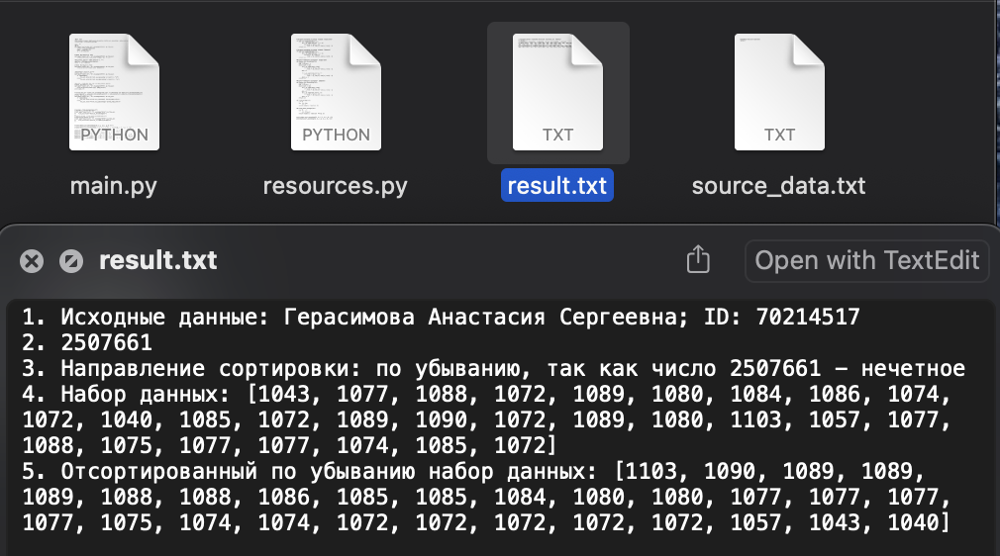 PYTHON
PYTHON
TXT
TXT
main.py
resources.py
result.txt
source_data.txt
result.txt
Open with TextEdit
1. Исходные данные: Герасимова Анастасия Сергеевна; ID: 70214517
2. 2507661
3. Направление сортировки: по убыванию, так как число 2507661 - нечетное
4. Набор данных: [1043, 1077, 1088, 1072, 1089, 1080, 1084, 1086, 1074,
1072, 1040, 1085, 1072, 1089, 1090, 1072, 1089, 1080, 1103, 1057, 1077,
1088, 1075, 1077, 1077, 1074, 1085, 1072]
5. Отсортированный по убыванию набор данных: [1103, 1090, 1089, 1089,
1089, 1088, 1088, 1086, 1085, 1085, 1084, 1080, 1080, 1077, 1077, 1077,
1077, 1075, 1074, 1074, 1072, 1072, 1072, 1072, 1072, 1057, 1043, 1040]